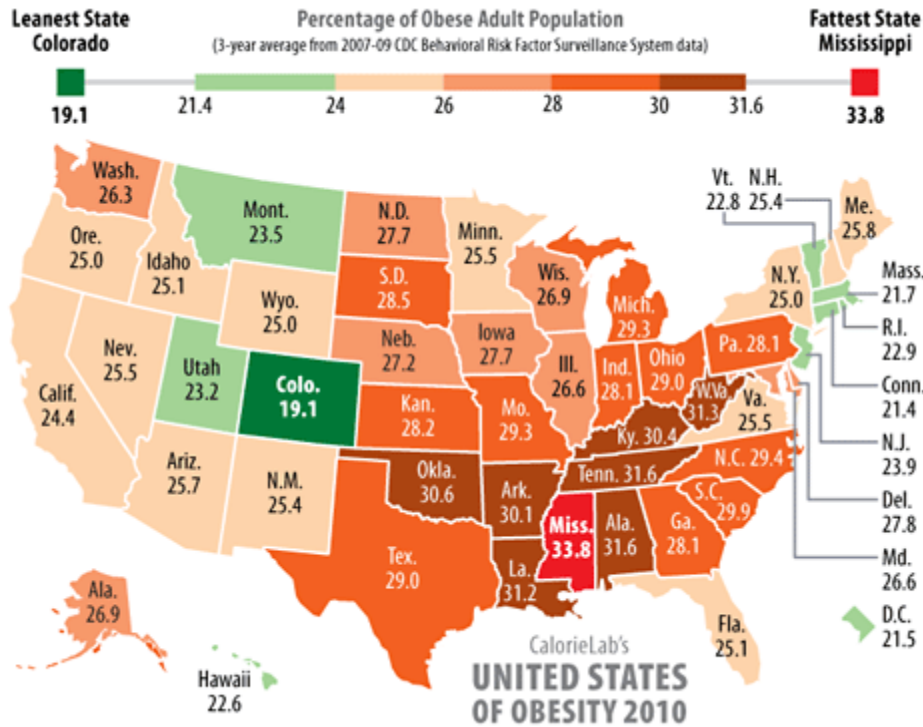 Leanest State
Colorado
19.1
Percentage of Obese Adult Population
(3-year average from 2007-09 CDC Behavioral Risk Factor Surveillance System data)
Fattest State
Mississippi
33.8
21.4
24
26
28
30
31.6
Wash.
26.3
Ore.
25.0
Idaho
25.1
Mont.
23.5
Wyo.
25.0
N.D.
27.7
S.D.
28.5
Neb.
27.2
Minn.
25.5
Iowa
27.7
Wis.
26.9
Mich.
29.3
Ill.
26.6
Ind.
28.1
Ohio
29.0
Pa. 28.1
N.Y.
25.0
Vt.
22.8
N.H.
25.4
Me.
25.8
Mass.
21.7
R.I.
22.9
Conn.
21.4
N.J.
23.9
Del.
27.8
Md.
26.6
D.C.
21.5
Calif.
24.4
Nev.
25.5
Utah
23.2
Colo.
19.1
Kan.
28.2
Mo.
29.3
Ky. 30.4
W.Va.
31.3
Va.
25.5
Ariz.
25.7
N.M.
25.4
Okla.
30.6
Ark.
30.1
Tenn. 31.6
N.C. 29.4
S.C.
29.9
Tex.
29.0
La.
31.2
Miss.
33.8
Ala.
31.6
Ga.
28.1
Fla.
25.1
Ala.
26.9
Hawaii
22.6
CalorieLab's
UNITED STATES
OF OBESITY 2010